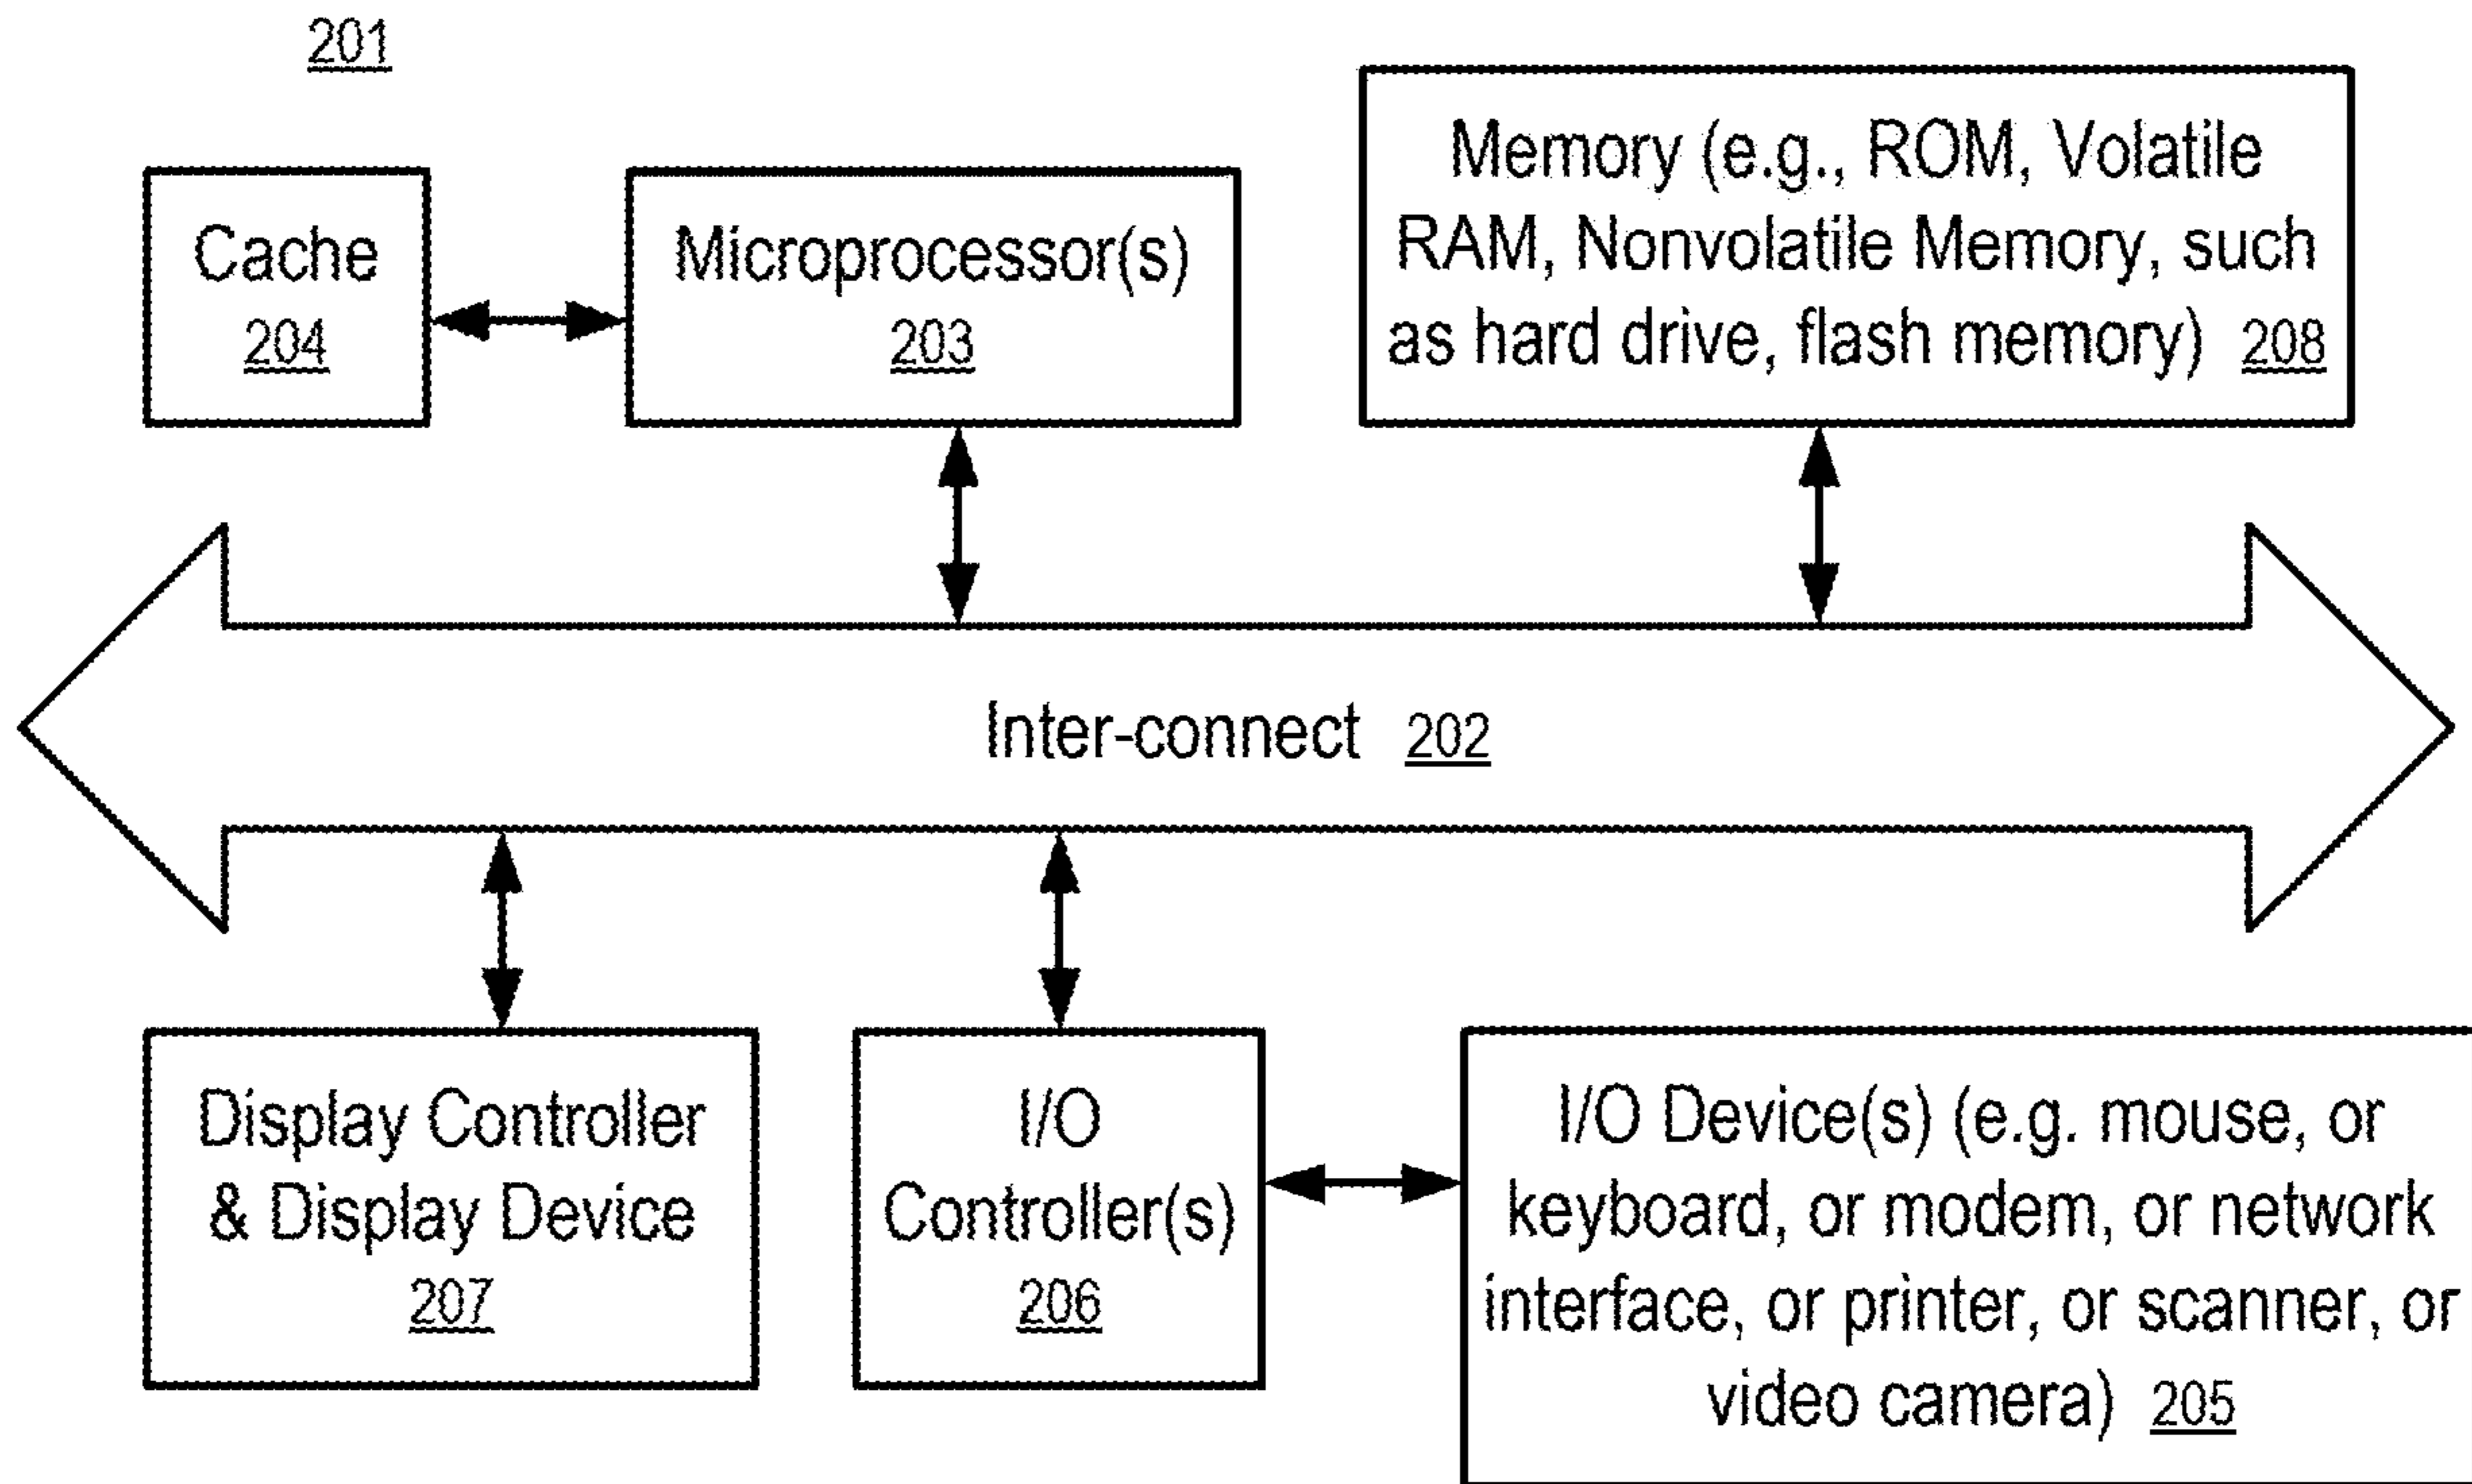 201
Cache
204
Microprocessor(s)
203
Memory (e.g., ROM, Volatile
RAM, Nonvolatile Memory, such
as hard drive, flash memory) 208
Inter-connect 202
Display Controller
& Display Device
207
I/O
Controller(s)
206
I/O Device(s) (e.g. mouse, or
keyboard, or modem, or network
interface, or printer, or scanner, or
video camera) 205